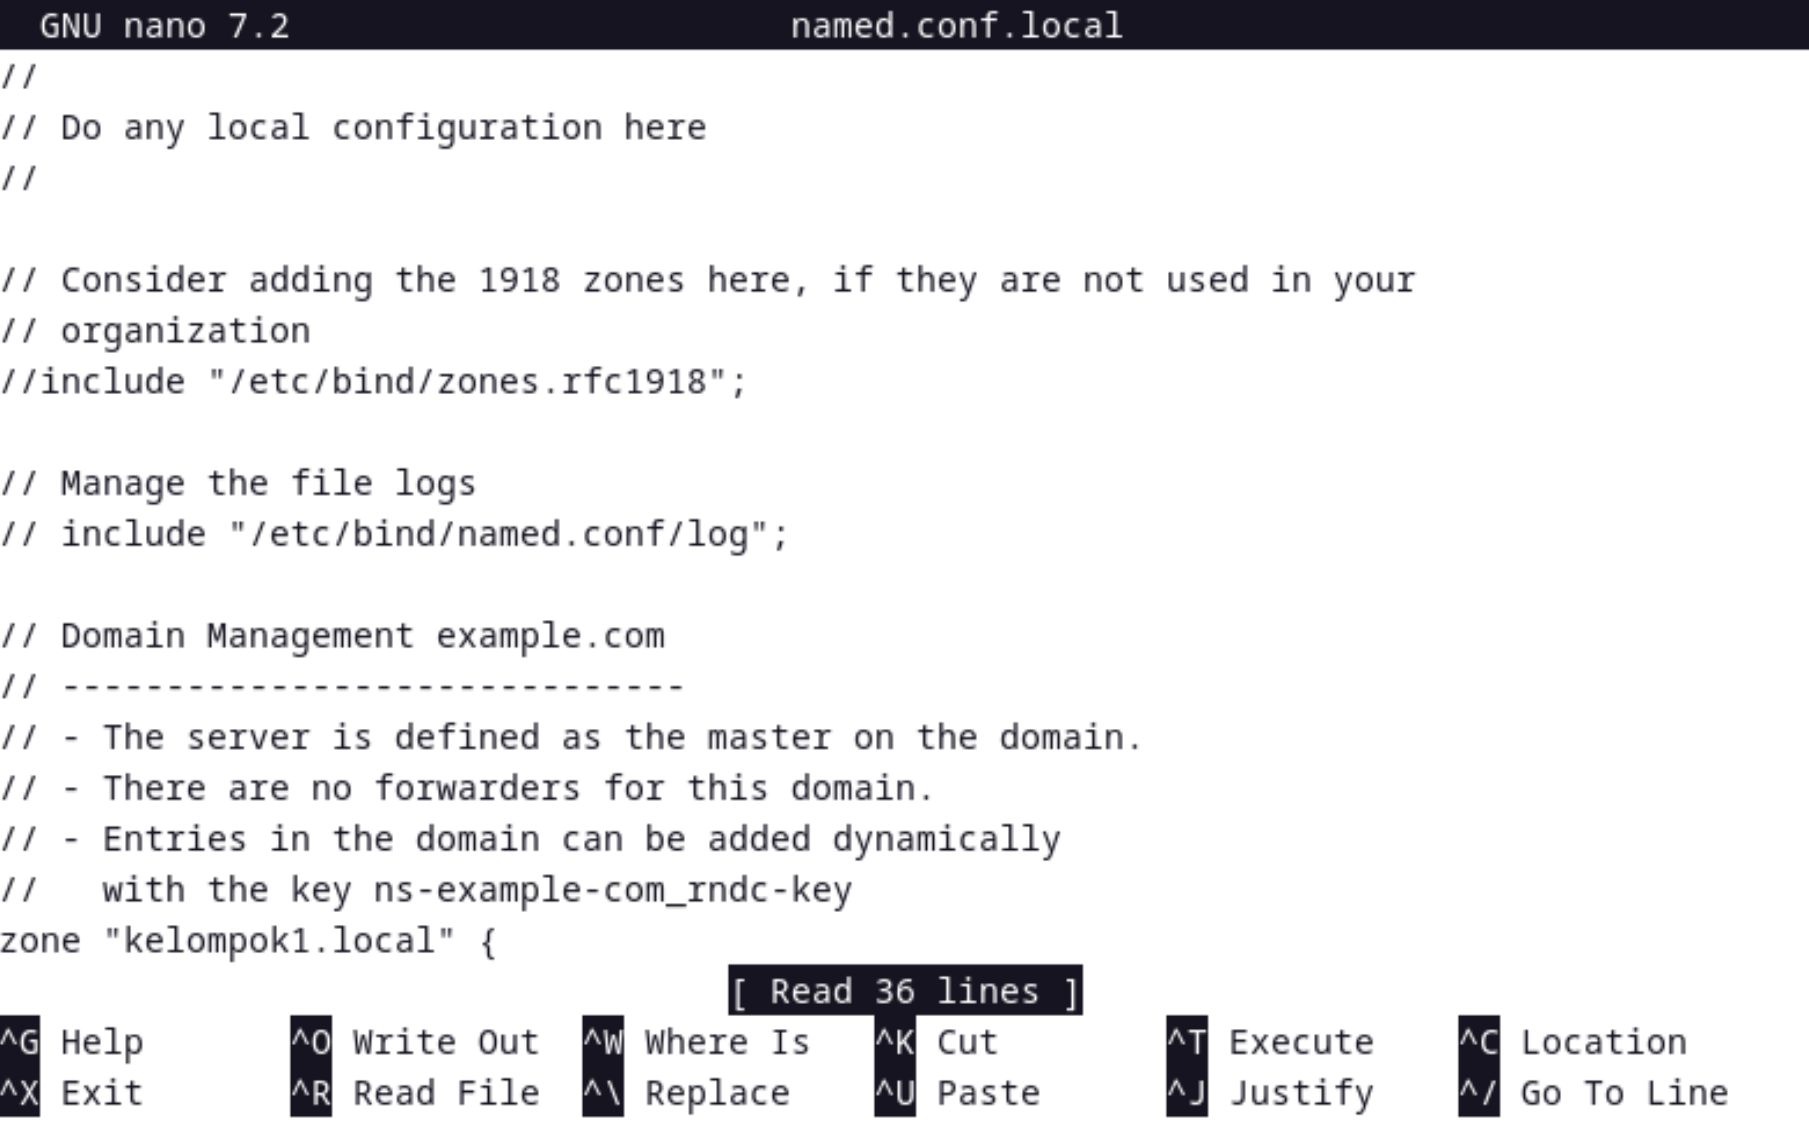 GNU nano 7.2 named.conf.local
//
// Do any local configuration here
//
// Consider adding the 1918 zones here, if they are not used in your
// organization
//include "/etc/bind/zones.rfc1918";
// Manage the file logs
// include "/etc/bind/named.conf/log";
// Domain Management example.com
// ------------------------------
// - The server is defined as the master on the domain.
// - There are no forwarders for this domain.
// - Entries in the domain can be added dynamically
//   with the key ns-example-com_rndc-key
zone "kelompok1.local" {
[ Read 36 lines ]
^G Help ^O Write Out ^W Where Is ^K Cut ^T Execute ^C Location
^X Exit ^R Read File ^\ Replace ^U Paste ^J Justify ^/ Go To Line